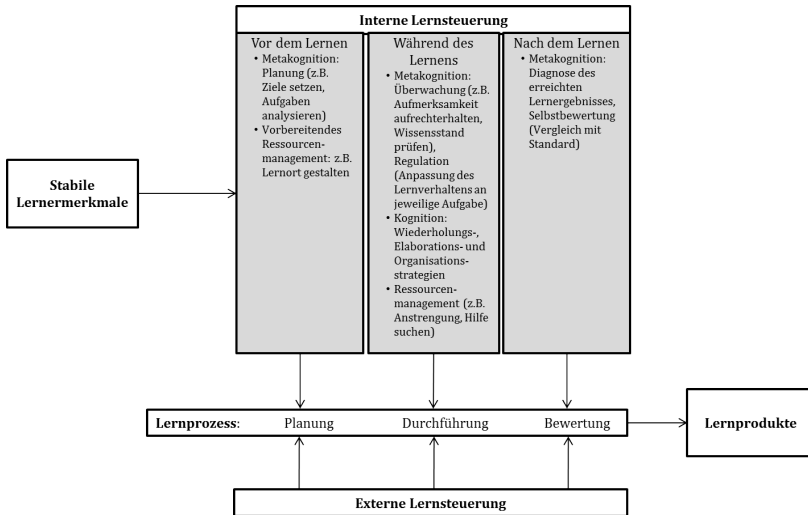 Interne Lernsteuerung
Vor dem Lernen
• Metakognition:
Planung (z.B.
Ziele setzen,
Aufgaben
analysieren)
• Vorbereitendes
Ressourcen-
management: z.B.
Lernort gestalten
Während des
Lernens
• Metakognition:
Überwachung (z.B.
Aufmerksamkeit
aufrechterhalten,
Wissensstand
prüfen),
Regulation
(Anpassung des
Lernverhaltens an
jeweilige Aufgabe)
• Kognition:
Wiederholungs-,
Elaborations- und
Organisations-
strategien
• Ressourcen-
management (z.B.
Anstrengung, Hilfe
suchen)
Nach dem Lernen
• Metakognition:
Diagnose des
erreichten
Lernergebnisses,
Selbstbewertung
(Vergleich mit
Standard)
Stabile
Lernermerkmale
Lernprozess: Planung Durchführung Bewertung
Lernprodukte
Externe Lernsteuerung